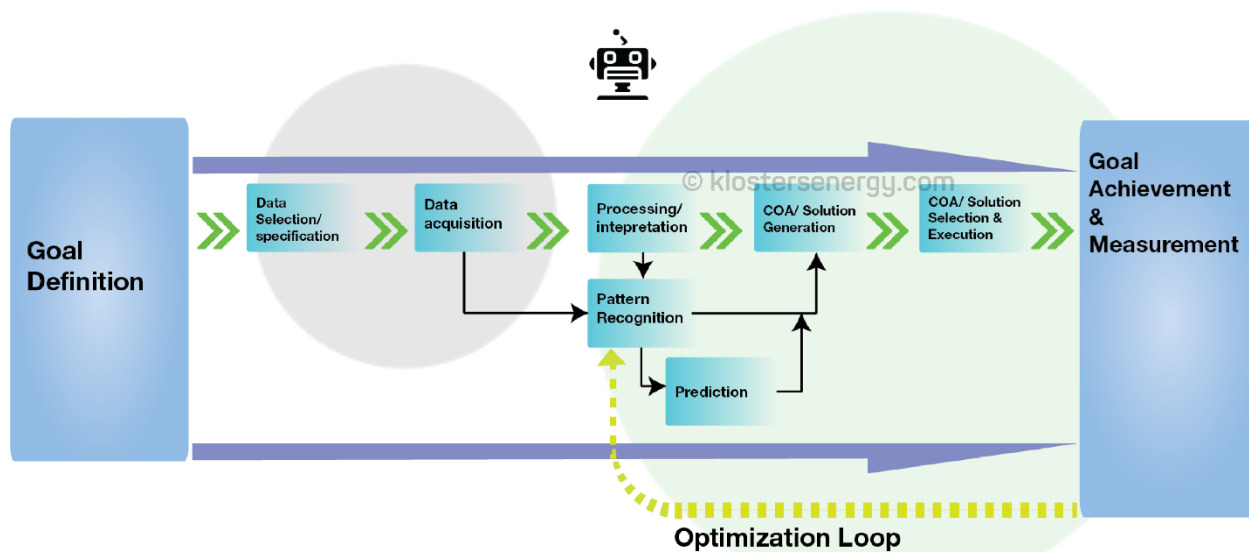 © klostersenergy.com
Goal
Definition
Data
Selection/
specification
Data
acquisition
Processing/
intepretation
COA/ Solution
Generation
COA/ Solution
Selection &
Execution
Goal
Achievement
&
Measurement
Pattern
Recognition
Prediction
Optimization Loop